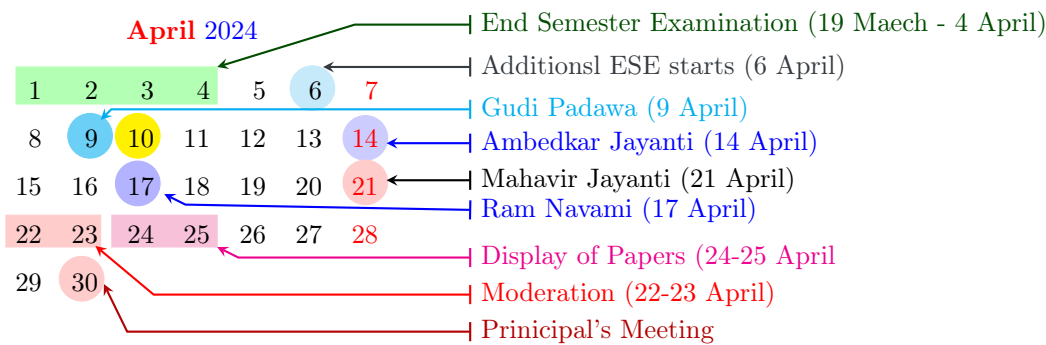 April 2024
1 2 3 4 5 6 7
8 9 10 11 12 13 14
15 16 17 18 19 20 21
22 23 24 25 26 27 28
29 30
End Semester Examination (19 Maech - 4 April)
Additionsl ESE starts (6 April)
Gudi Padawa (9 April)
Ambedkar Jayanti (14 April)
Mahavir Jayanti (21 April)
Ram Navami (17 April)
Display of Papers (24-25 April
Moderation (22-23 April)
Prinicipal's Meeting